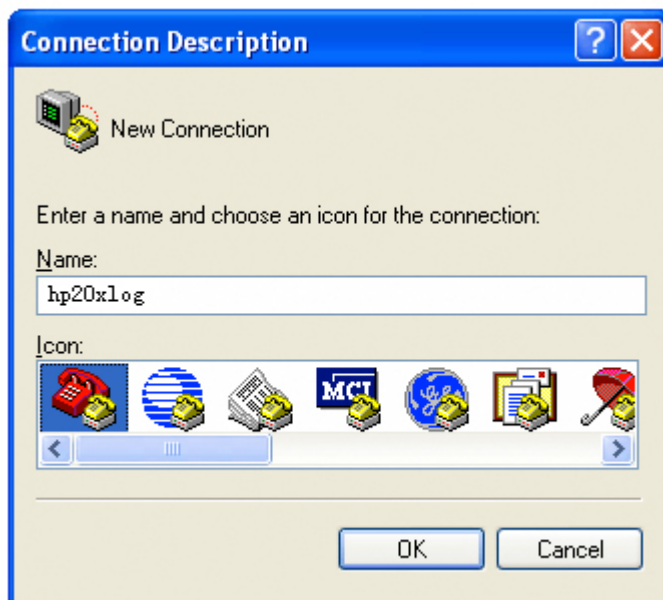 Connection Description
New Connection
Enter a name and choose an icon for the connection:
Name:
hp20xlog
Icon:
MCI
OK
Cancel